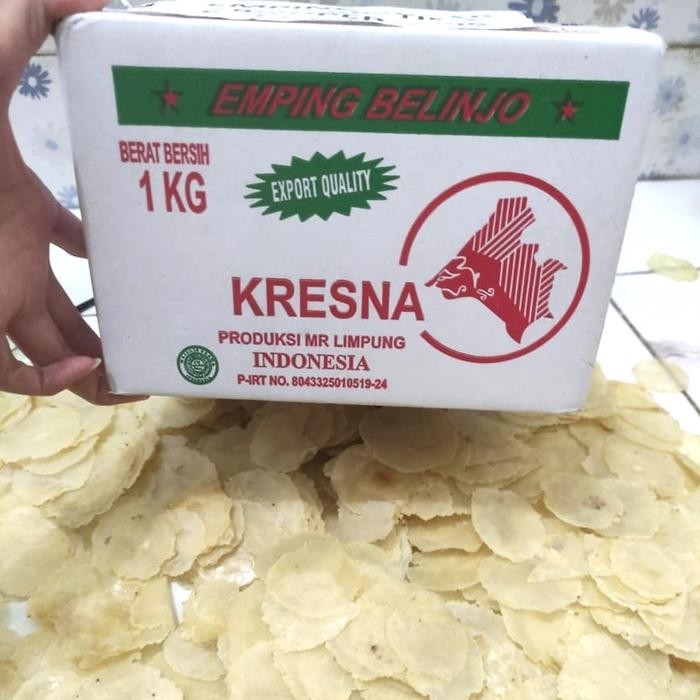 EMPING BELINJO
BERAT BERSIH
1 KG
EXPORT QUALITY
KRESNA
PRODUKSI MR LIMPUNG
INDONESIA
P-IRT NO. 8043325010519-24